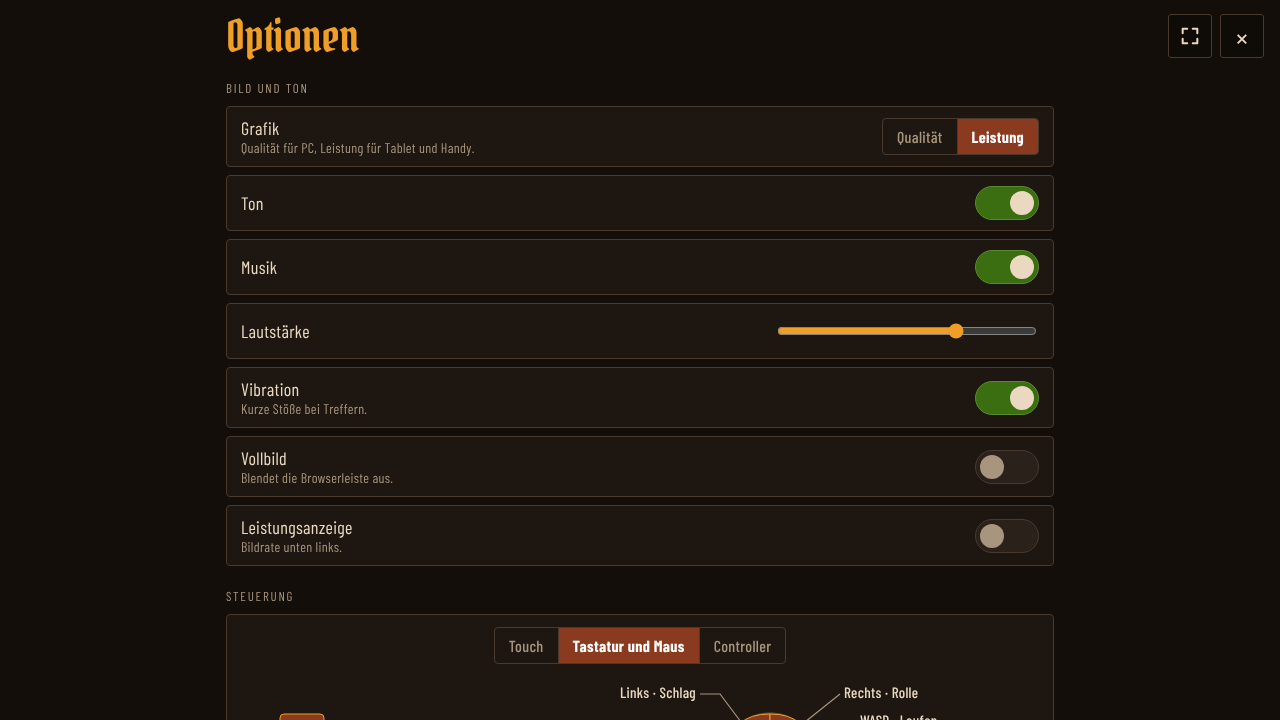 Optionen
×
BILD UND TON
Grafik
Qualität für PC, Leistung für Tablet und Handy.
Qualität
Leistung
Ton
Musik
Lautstärke
Vibration
Kurze Stöße bei Treffern.
Vollbild
Blendet die Browserleiste aus.
Leistungsanzeige
Bildrate unten links.
STEUERUNG
Touch
Tastatur und Maus
Controller
Links · Schlag
Rechts · Rolle
WASD · Laufen